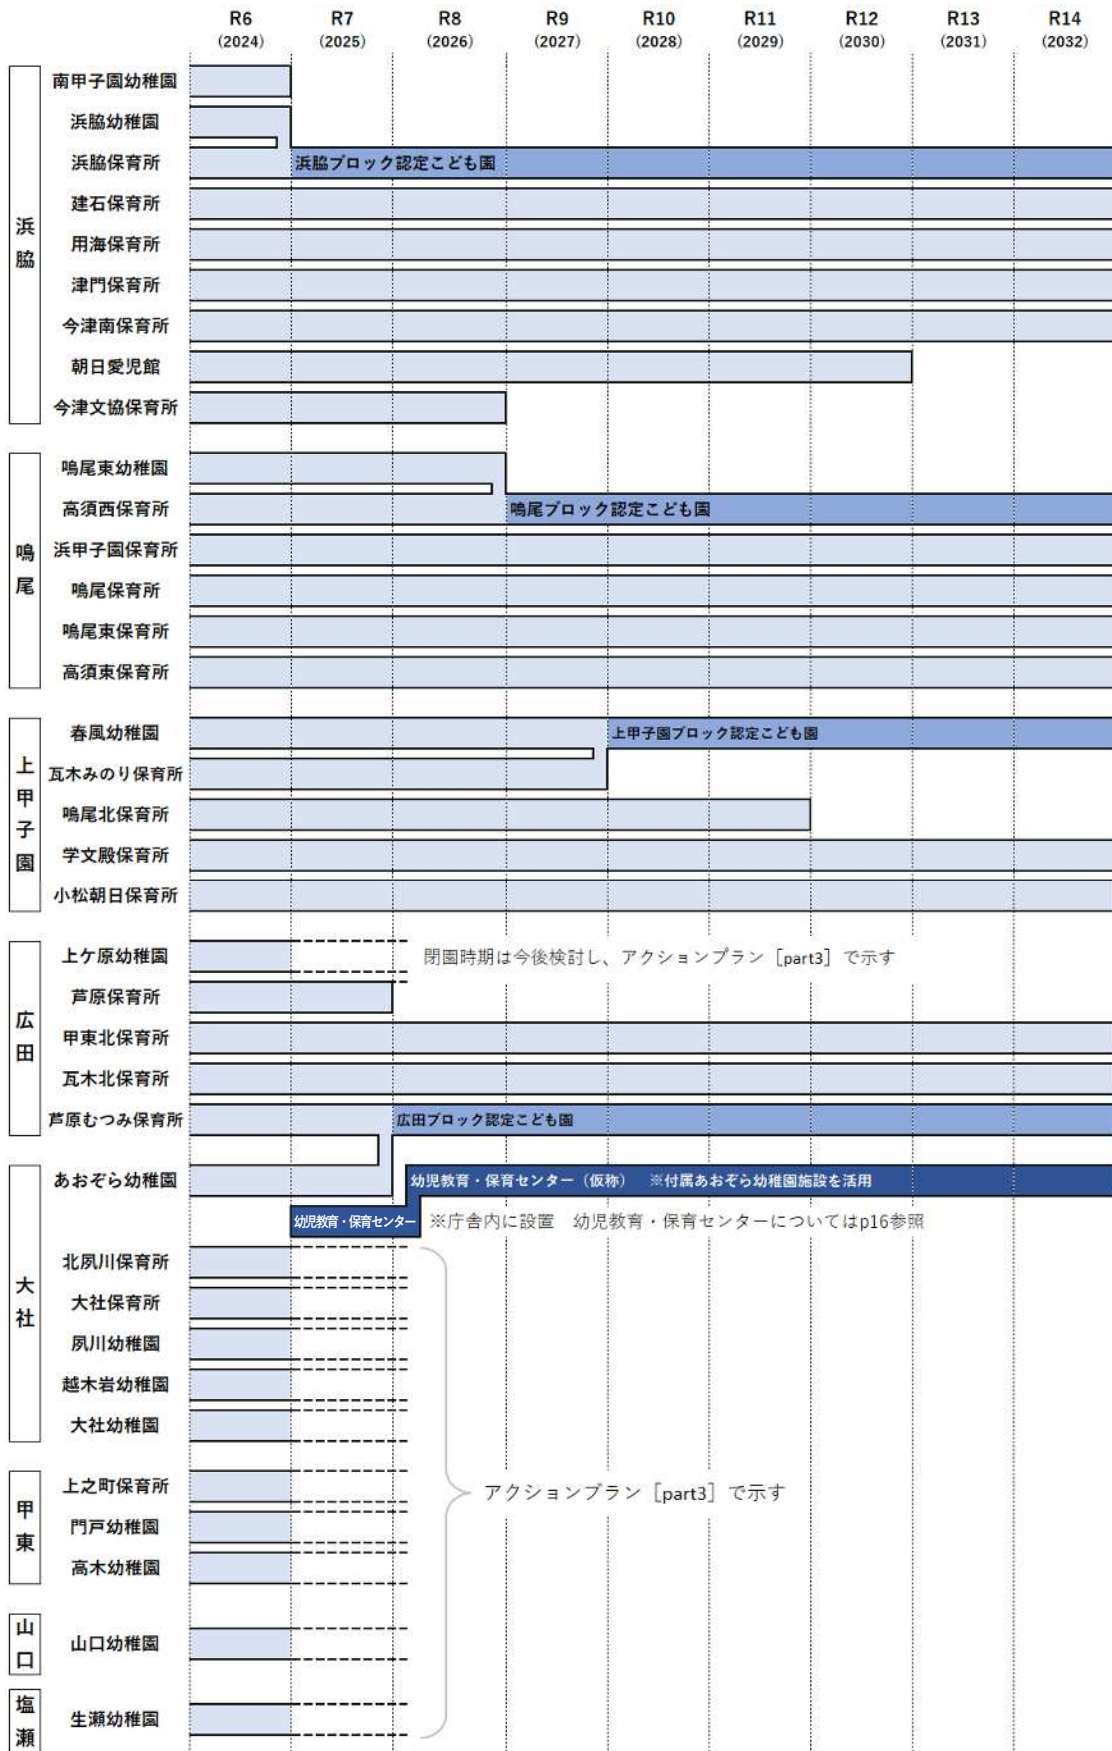 R6 R7 R8 R9 R10 R11 R12 R13 R14
(2024) (2025) (2026) (2027) (2028) (2029) (2030) (2031) (2032)
浜脇
南甲子園幼稚園
浜脇幼稚園
浜脇保育所 浜脇ブロック認定こども園
建石保育所
用海保育所
津門保育所
今津南保育所
朝日愛児館
今津文協保育所
鳴尾
鳴尾東幼稚園
高須西保育所 鳴尾ブロック認定こども園
浜甲子園保育所
鳴尾保育所
鳴尾東保育所
高須東保育所
上甲子園
春風幼稚園 上甲子園ブロック認定こども園
瓦木みのり保育所
鳴尾北保育所
学文殿保育所
小松朝日保育所
広田
上ケ原幼稚園 閉園時期は今後検討し、アクションプラン［part3］で示す
芦原保育所
甲東北保育所
瓦木北保育所
芦原むつみ保育所 広田ブロック認定こども園
大社
あおぞら幼稚園 幼児教育・保育センター（仮称） ※付属あおぞら幼稚園施設を活用
幼児教育・保育センター ※庁舎内に設置 幼児教育・保育センターについてはp16参照
北夙川保育所
大社保育所
夙川幼稚園
越木岩幼稚園
大社幼稚園
甲東
上之町保育所 アクションプラン［part3］で示す
門戸幼稚園
高木幼稚園
山口
山口幼稚園
塩瀬
生瀬幼稚園